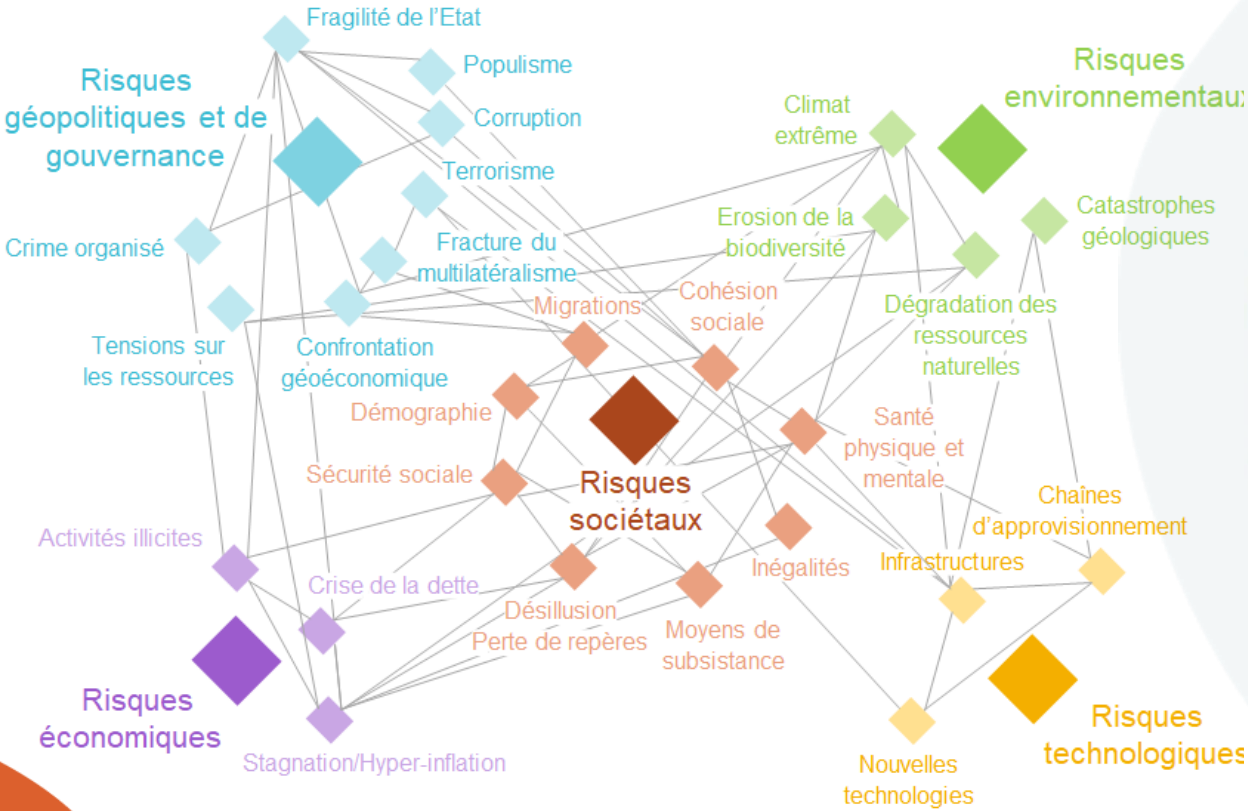 Fragilité de l'Etat
Populisme
Risques
géopolitiques et de
gouvernance
Corruption
Terrorisme
Crime organisé
Fracture du
multilatéralisme
Tensions sur
les ressources
Confrontation
géoéconomique
Risques
environnementaux
Climat
extrême
Erosion de la
biodiversité
Catastrophes
géologiques
Dégradation des
ressources
naturelles
Migrations
Cohésion
sociale
Démographie
Sécurité sociale
Risques
sociétaux
Santé
physique et
mentale
Inégalités
Désillusion
Perte de repères
Moyens de
subsistance
Activités illicites
Crise de la dette
Risques
économiques
Stagnation/Hyper-inflation
Chaînes
d'approvisionnement
Infrastructures
Risques
technologiques
Nouvelles
technologies